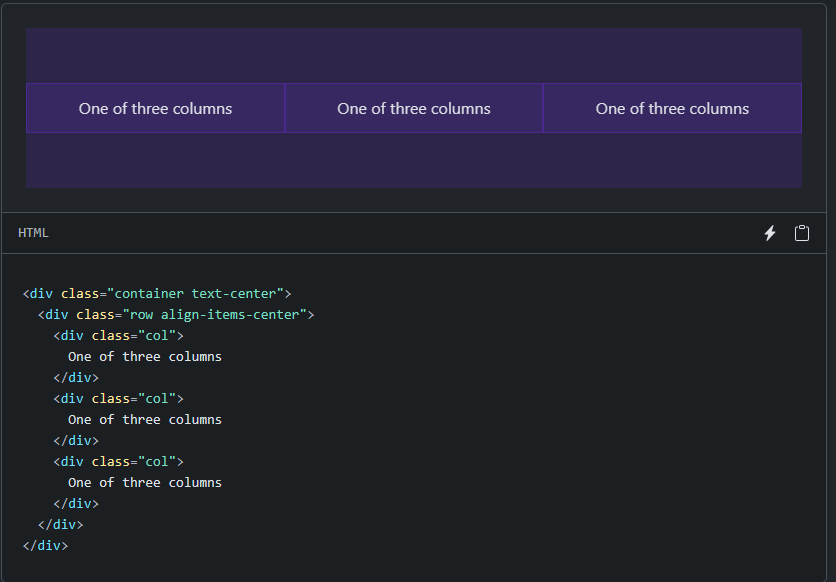 One of three columns One of three columns One of three columns
HTML
<div class="container text-center">
  <div class="row align-items-center">
    <div class="col">
      One of three columns
    </div>
    <div class="col">
      One of three columns
    </div>
    <div class="col">
      One of three columns
    </div>
  </div>
</div>